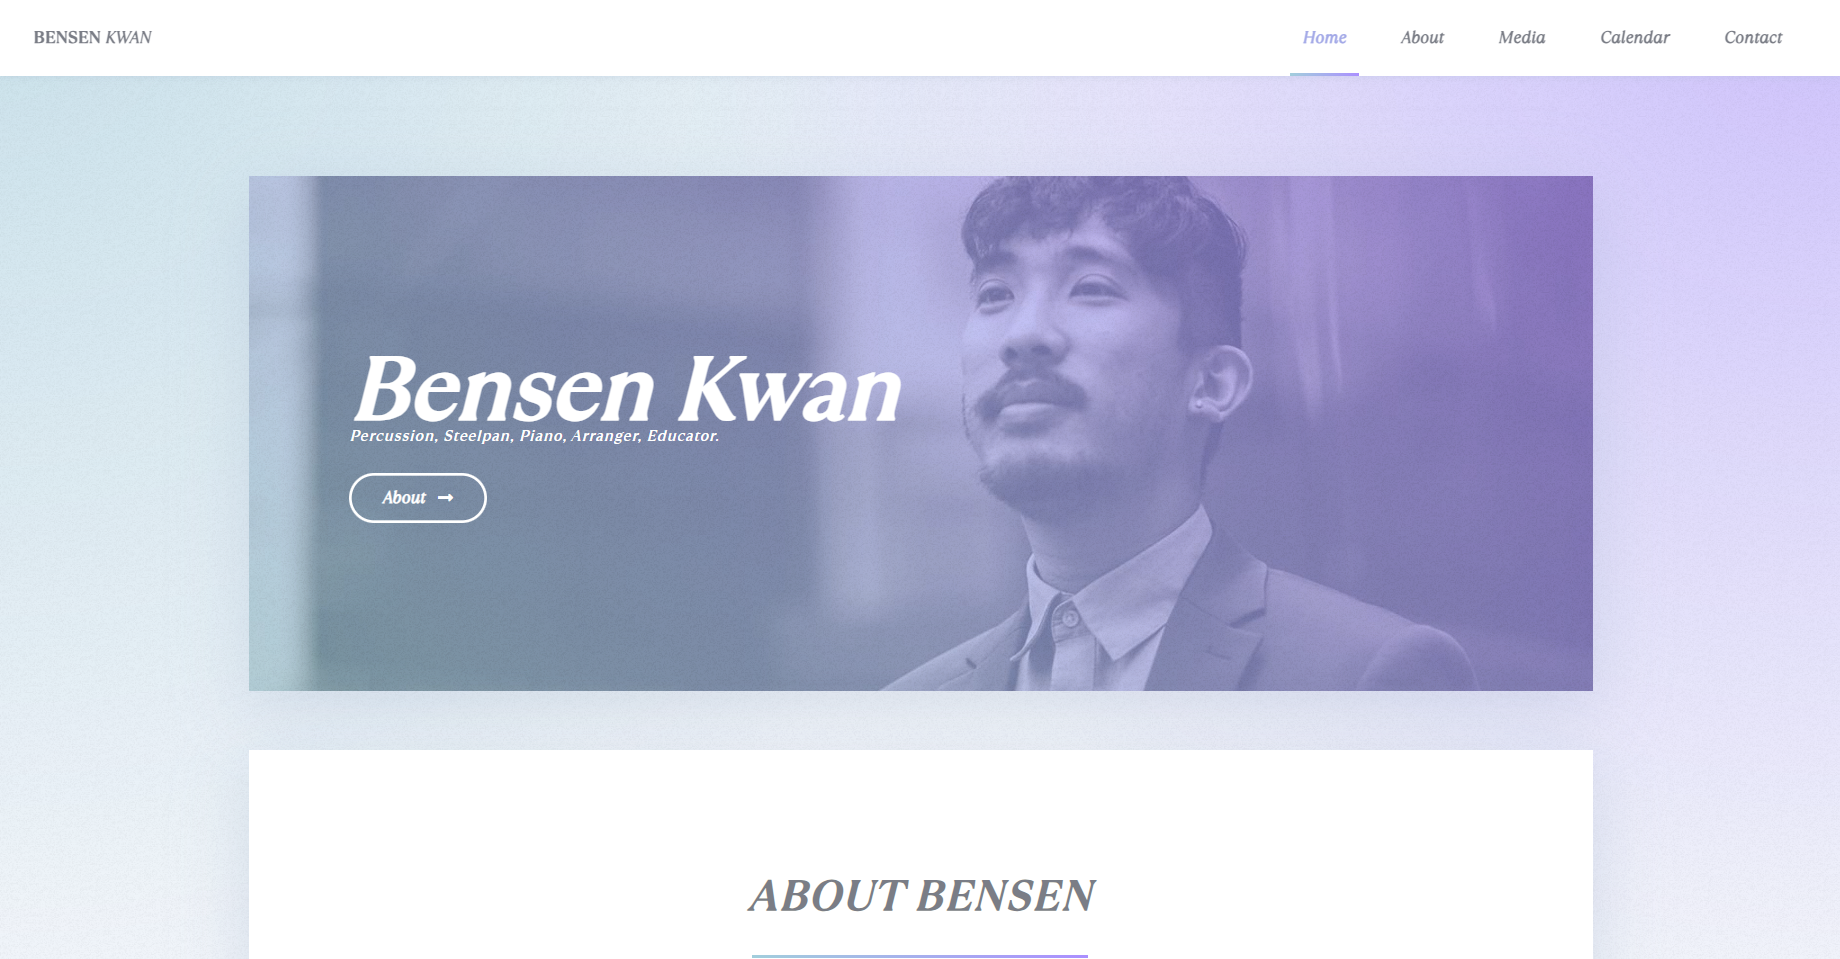 BENSEN KWAN
Home About Media Calendar Contact
Bensen Kwan
Percussion, Steelpan, Piano, Arranger, Educator.
About
ABOUT BENSEN